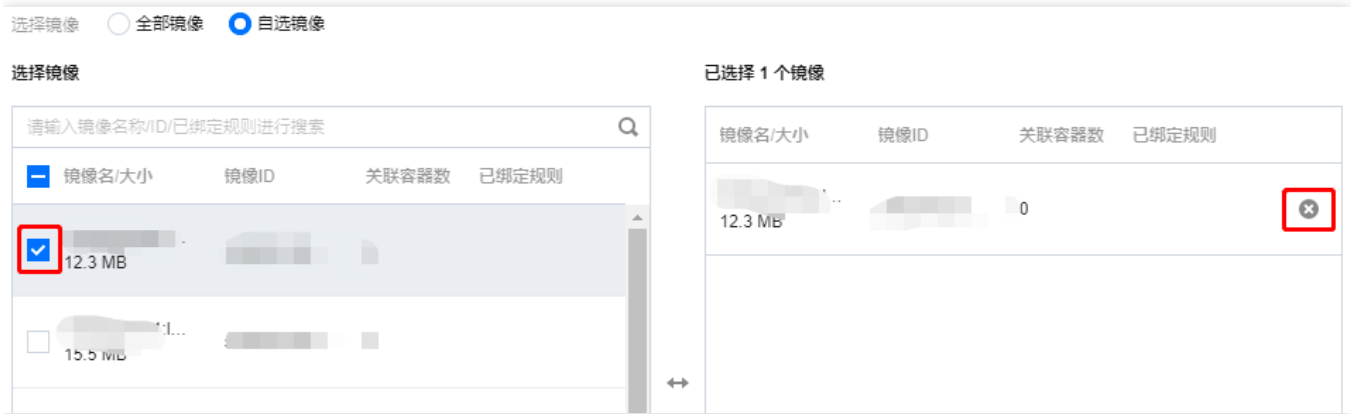 选择镜像 全部镜像 自选镜像
选择镜像
请输入镜像名称/ID/已绑定规则进行搜索
镜像名/大小 镜像ID 关联容器数 已绑定规则
12.3 MB
15.5 MB
已选择 1 个镜像
镜像名/大小 镜像ID 关联容器数 已绑定规则
12.3 MB 0